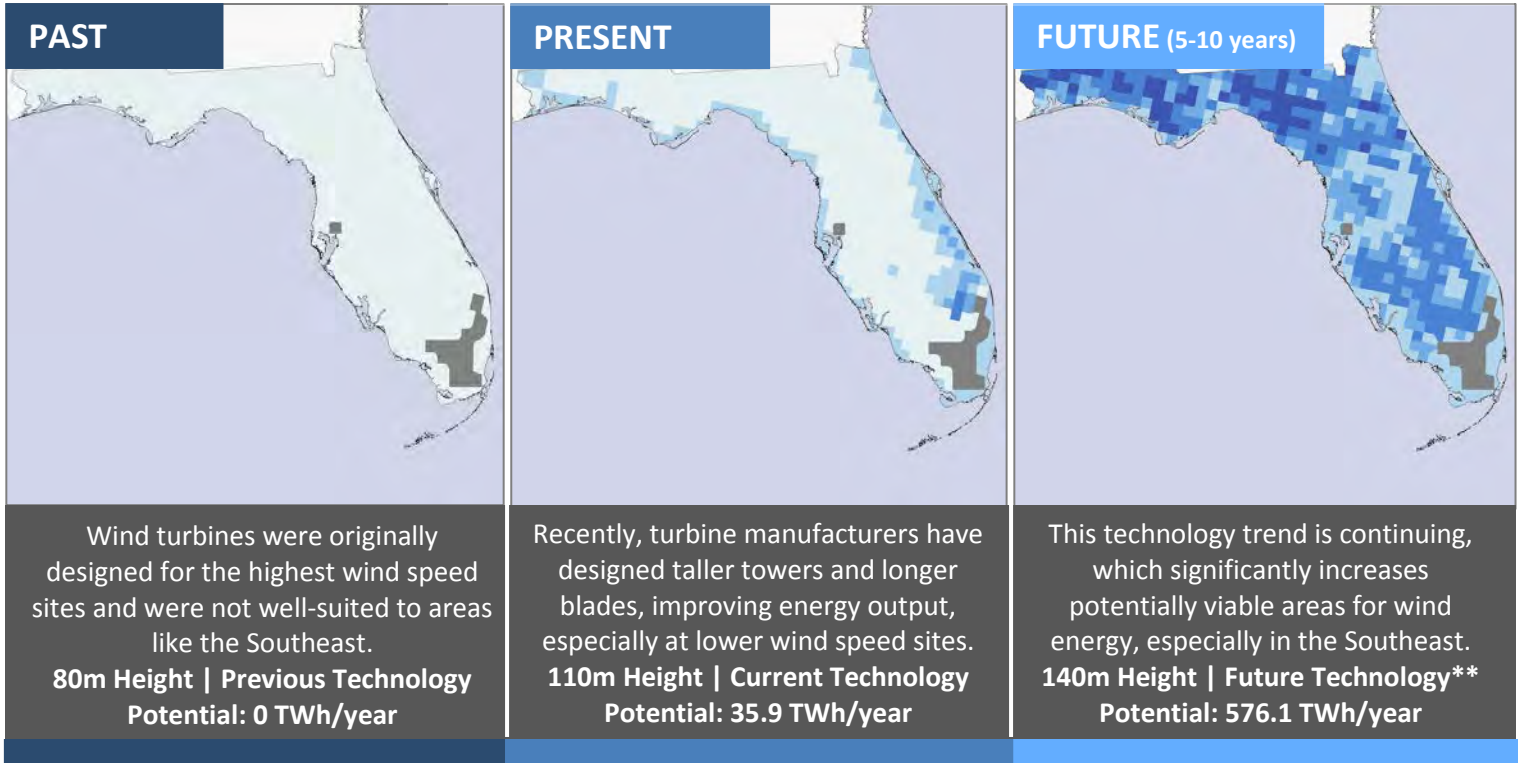 PAST
Wind turbines were originally
designed for the highest wind speed
sites and were not well-suited to areas
like the Southeast.
80m Height | Previous Technology
Potential: 0 TWh/year
PRESENT
Recently, turbine manufacturers have
designed taller towers and longer
blades, improving energy output,
especially at lower wind speed sites.
110m Height | Current Technology
Potential: 35.9 TWh/year
FUTURE (5-10 years)
This technology trend is continuing,
which significantly increases
potentially viable areas for wind
energy, especially in the Southeast.
140m Height | Future Technology**
Potential: 576.1 TWh/year